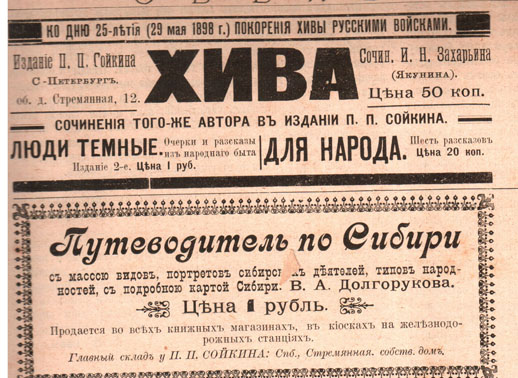 КО ДНЮ 25-ЛѢТІЯ (29 мая 1898 г.) ПОКОРЕНІЯ ХИВЫ РУССКИМИ ВОЙСКАМИ.
Изданіе П. П. Сойкина
С-Петербургъ.
об. д. Стремянная, 12.
ХИВА
Сочин. И. Н. Захарьина
(Якунина).
Цѣна 50 коп.
СОЧИНЕНІЯ ТОГО-ЖЕ АВТОРА ВЪ ИЗДАНІИ П. П. СОЙКИНА.
ЛЮДИ ТЕМНЫЕ.
Очерки и разсказы
изъ народнаго быта
Изданіе 2-е. Цѣна 1 руб.
ДЛЯ НАРОДА.
Шесть разсказовъ
Цѣна 20 коп.
Путеводитель по Сибири
съ массою видовъ, портретовъ сибирскихъ дѣятелей, типовъ народ-
ностей, съ подробною картой Сибири. В. А. Долгорукова.
Цѣна 1 рубль.
Продается во всѣхъ книжныхъ магазинахъ, въ кіоскахъ на желѣзнодо-
рожныхъ станціяхъ.
Главный складъ у П. П. СОЙКИНА: Спб., Стремянная. собств. домъ.